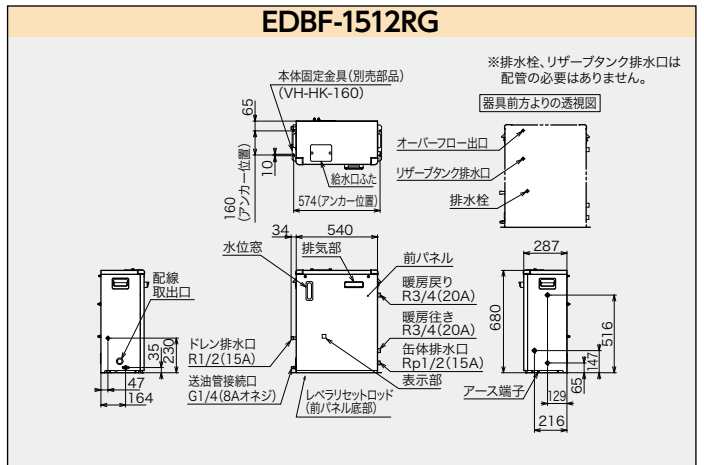 EDBF-1512RG
※排水栓、リザーブタンク排水口は
配管の必要はありません。
器具前方よりの透視図
本体固定金具(別売部品)
(VH-HK-160)
65
10
160
(アンカー位置)
給水口ふた
574(アンカー位置)
オーバーフロー出口
リザーブタンク排水口
排水栓
34
540
水位窓
排気部
前パネル
暖房戻り
R3/4(20A)
暖房往き
R3/4(20A)
缶体排水口
Rp1/2(15A)
表示部
レベラリセットロッド
(前パネル底部)
ドレン排水口
R1/2(15A)
送油管接続口
G1/4(8Aオネジ)
配線
取出口
35
230
47
164
287
680
516
147
65
アース端子
129
216